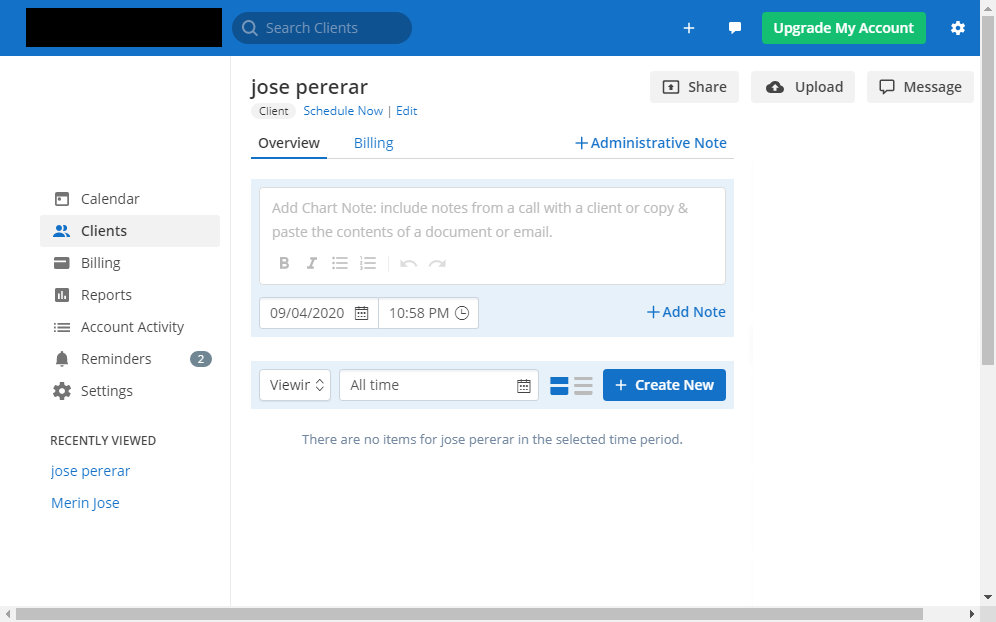 Search Clients
Upgrade My Account
jose pererar
Share
Upload
Message
Client Schedule Now | Edit
Overview
Billing
+ Administrative Note
Calendar
Clients
Billing
Reports
Account Activity
Reminders 2
Settings
RECENTLY VIEWED
jose pererar
Merin Jose
Add Chart Note: include notes from a call with a client or copy &
paste the contents of a document or email.
B I
09/04/2020
10:58 PM
+ Add Note
Viewir
All time
+ Create New
There are no items for jose pererar in the selected time period.